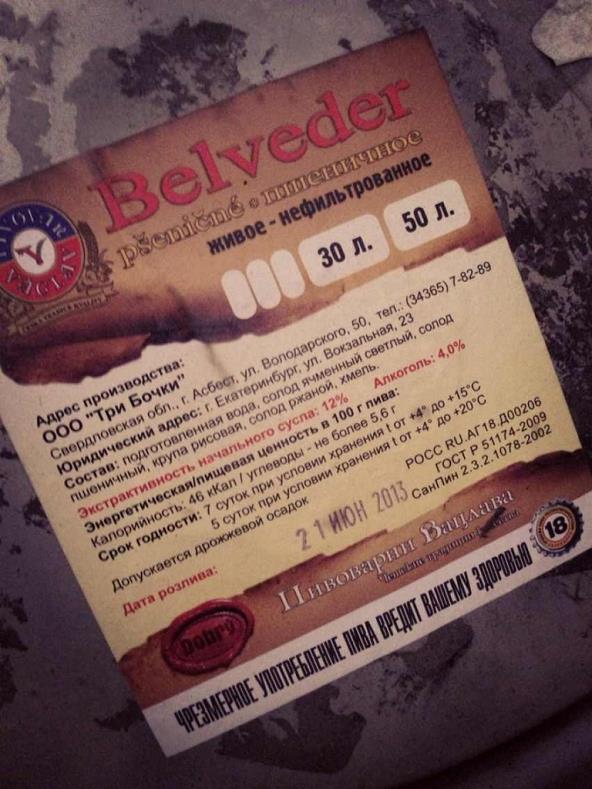 Belveder
pšeničné • пшеничное
живое - нефильтрованное
30 л.
50 л.
Адрес производства:
ООО "Три Бочки"
Свердловская обл., г. Асбест, ул. Володарского, 50, тел.: (34365) 7-82-89
Юридический адрес: г. Екатеринбург, ул. Вокзальная, 23
Состав: подготовленная вода, солод ячменный светлый, солод
пшеничный, крупа рисовая, солод ржаной, хмель.
Экстрактивность начального сусла: 12% Алкоголь: 4,0%
Энергетическая/пищевая ценность в 100 г пива:
Калорийность: 46 кКал / углеводы - не более 5,6 г
Срок годности: 7 суток при условии хранения t от +4° до +15°C
5 суток при условии хранения t от +4° до +20°C
Допускается дрожжевой осадок
РОСС RU.АГ18.Д00206
ГОСТ Р 51174-2009
СанПин 2.3.2.1078-2002
21 ИЮН 2013
Дата розлива:
Dobrý
Пивоварни Вацлава
Чешские традиции
18
ЧРЕЗМЕРНОЕ УПОТРЕБЛЕНИЕ ПИВА ВРЕДИТ ВАШЕМУ ЗДОРОВЬЮ